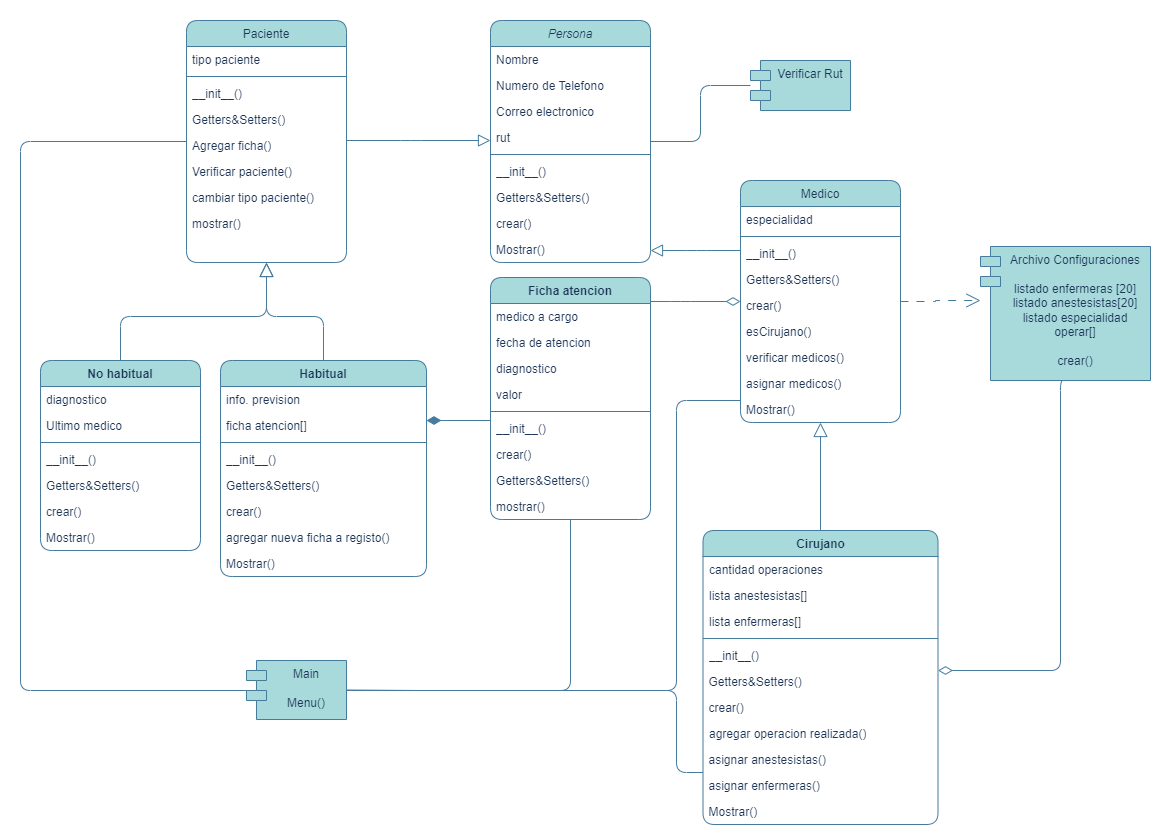 Paciente
tipo paciente
__init__()
Getters&Setters()
Agregar ficha()
Verificar paciente()
cambiar tipo paciente()
mostrar()
Persona
Nombre
Numero de Telefono
Correo electronico
rut
__init__()
Getters&Setters()
crear()
Mostrar()
Verificar Rut
Medico
especialidad
__init__()
Getters&Setters()
crear()
esCirujano()
verificar medicos()
asignar medicos()
Mostrar()
Archivo Configuraciones
listado enfermeras [20]
listado anestesistas[20]
listado especialidad
operar[]
crear()
Ficha atencion
medico a cargo
fecha de atencion
diagnostico
valor
__init__()
crear()
Getters&Setters()
mostrar()
No habitual
diagnostico
Ultimo medico
__init__()
Getters&Setters()
crear()
Mostrar()
Habitual
info. prevision
ficha atencion[]
__init__()
Getters&Setters()
crear()
agregar nueva ficha a registo()
Mostrar()
Cirujano
cantidad operaciones
lista anestesistas[]
lista enfermeras[]
__init__()
Getters&Setters()
crear()
agregar operacion realizada()
asignar anestesistas()
asignar enfermeras()
Mostrar()
Main
Menu()